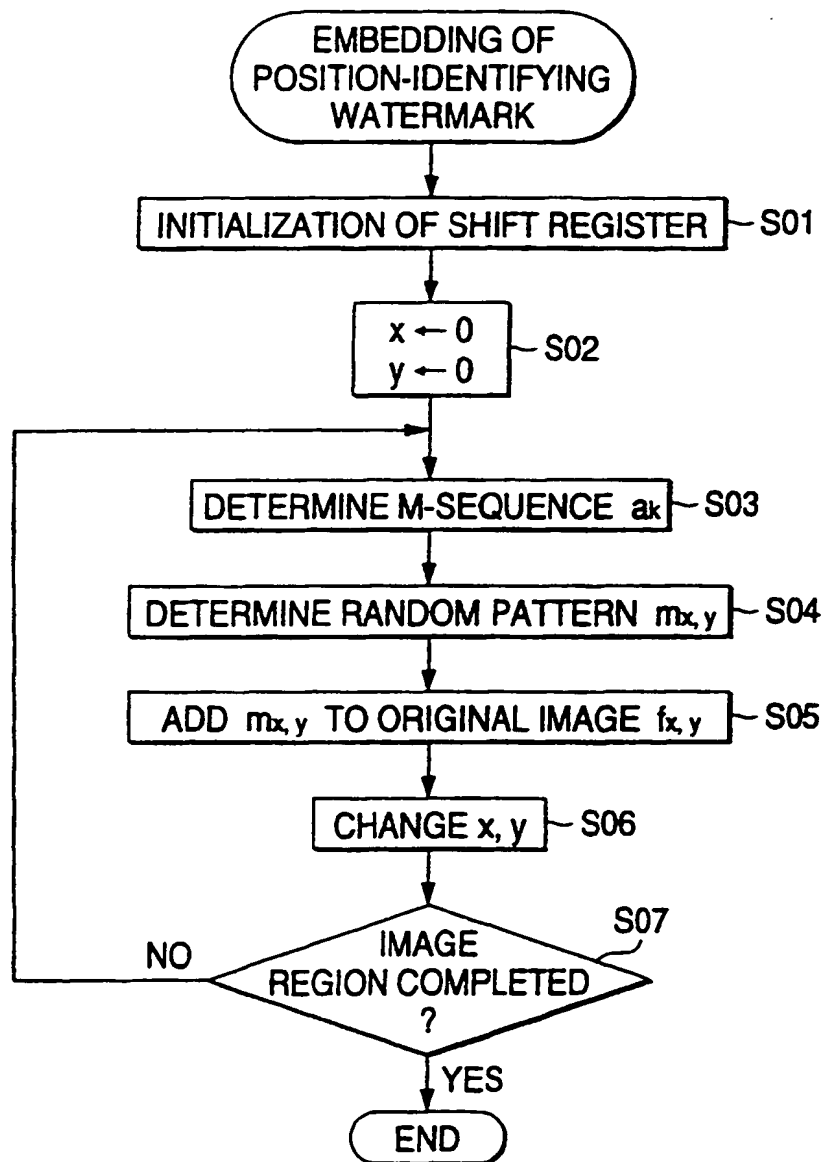 EMBEDDING OF
POSITION-IDENTIFYING
WATERMARK
INITIALIZATION OF SHIFT REGISTER
S01
x ← 0
y ← 0
S02
DETERMINE M-SEQUENCE ak
S03
DETERMINE RANDOM PATTERN mx, y
S04
ADD mx, y TO ORIGINAL IMAGE fx, y
S05
CHANGE x, y
S06
S07
NO
IMAGE
REGION COMPLETED
?
YES
END